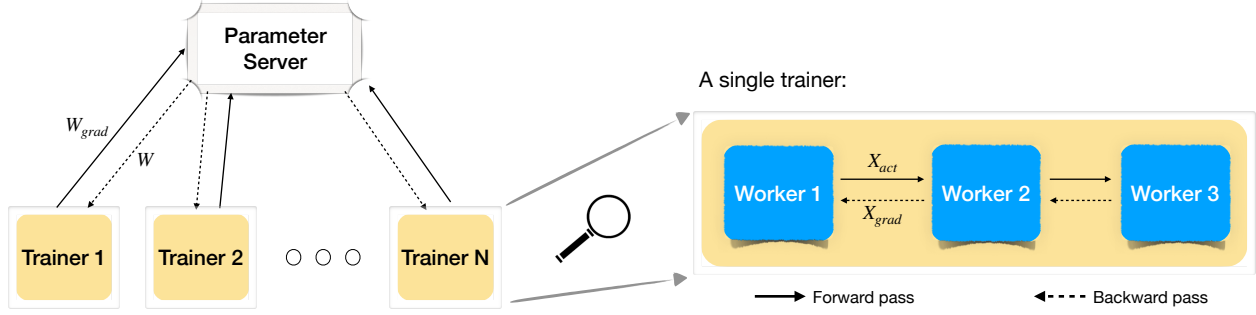 Parameter
Server
W_grad
W
Trainer 1
Trainer 2
Trainer N
A single trainer:
Worker 1
X_act
X_grad
Worker 2
Worker 3
Forward pass
Backward pass